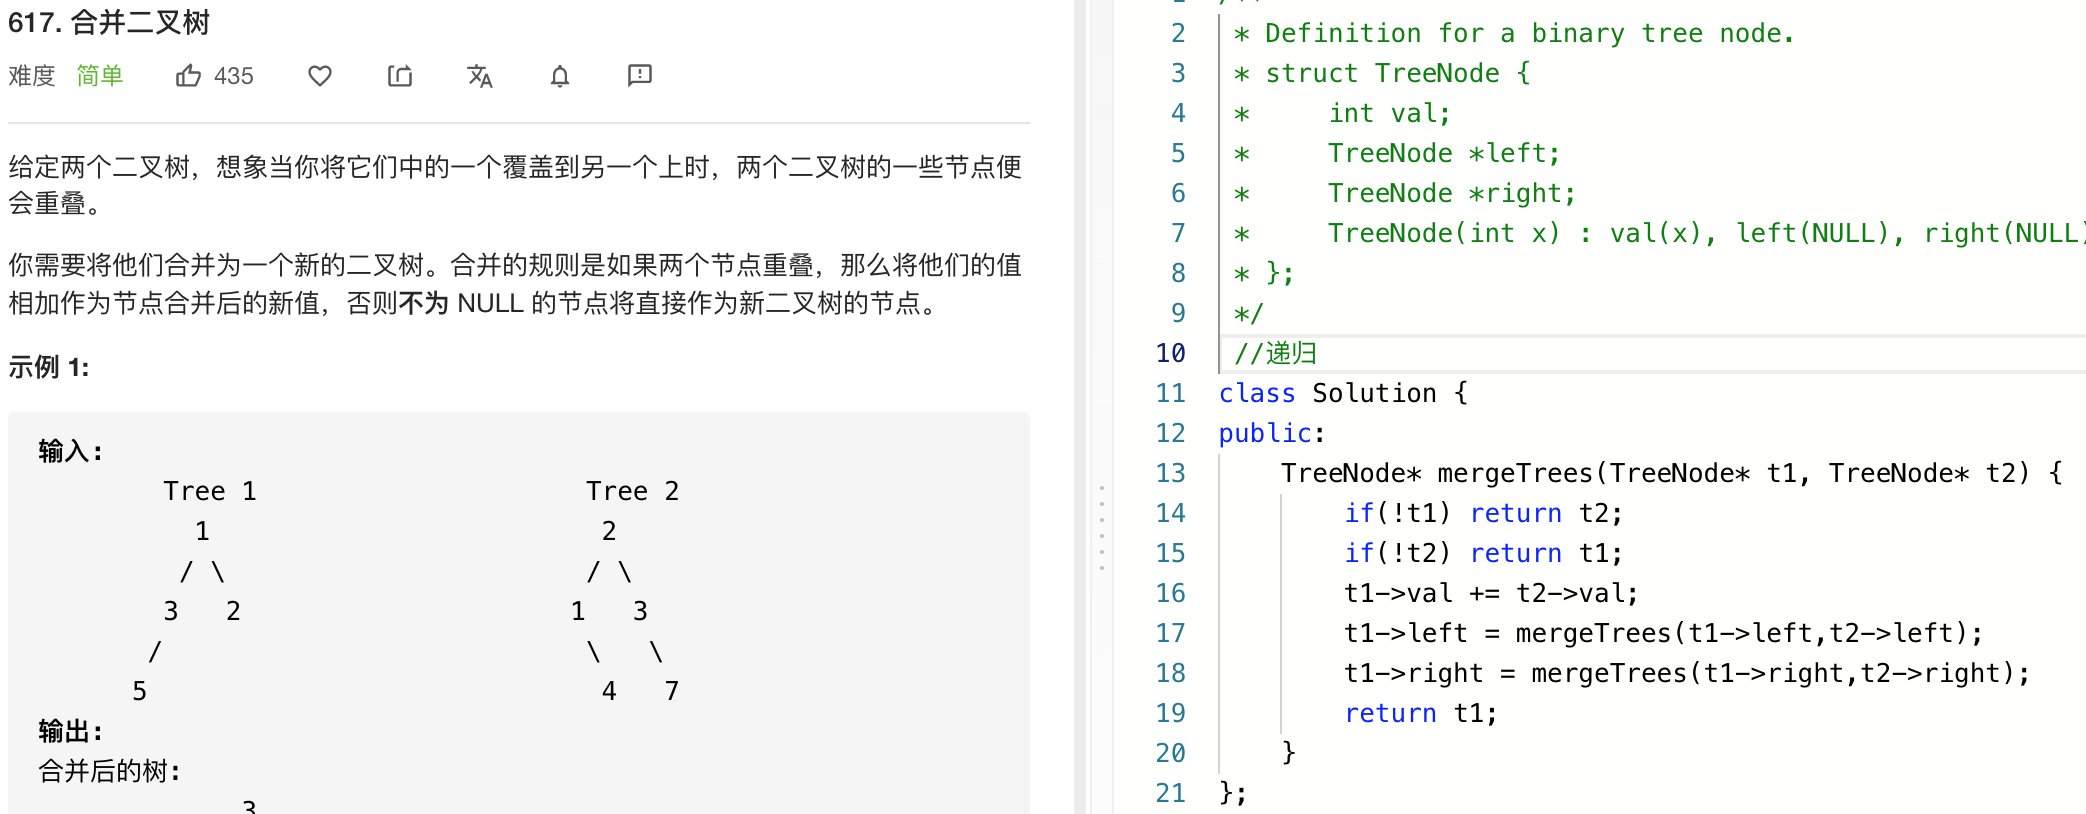 617. 合并二叉树
难度 简单 435
给定两个二叉树，想象当你将它们中的一个覆盖到另一个上时，两个二叉树的一些节点便
会重叠。
你需要将他们合并为一个新的二叉树。合并的规则是如果两个节点重叠，那么将他们的值
相加作为节点合并后的新值，否则不为 NULL 的节点将直接作为新二叉树的节点。
示例 1:
输入:
Tree 1 Tree 2
1 2
/ \ / \
3 2 1 3
/ \ \
5 4 7
输出:
合并后的树:
3
2 * Definition for a binary tree node.
3 * struct TreeNode {
4 * int val;
5 * TreeNode *left;
6 * TreeNode *right;
7 * TreeNode(int x) : val(x), left(NULL), right(NULL)
8 * };
9 */
10 //递归
11 class Solution {
12 public:
13 TreeNode* mergeTrees(TreeNode* t1, TreeNode* t2) {
14 if(!t1) return t2;
15 if(!t2) return t1;
16 t1->val += t2->val;
17 t1->left = mergeTrees(t1->left,t2->left);
18 t1->right = mergeTrees(t1->right,t2->right);
19 return t1;
20 }
21 };